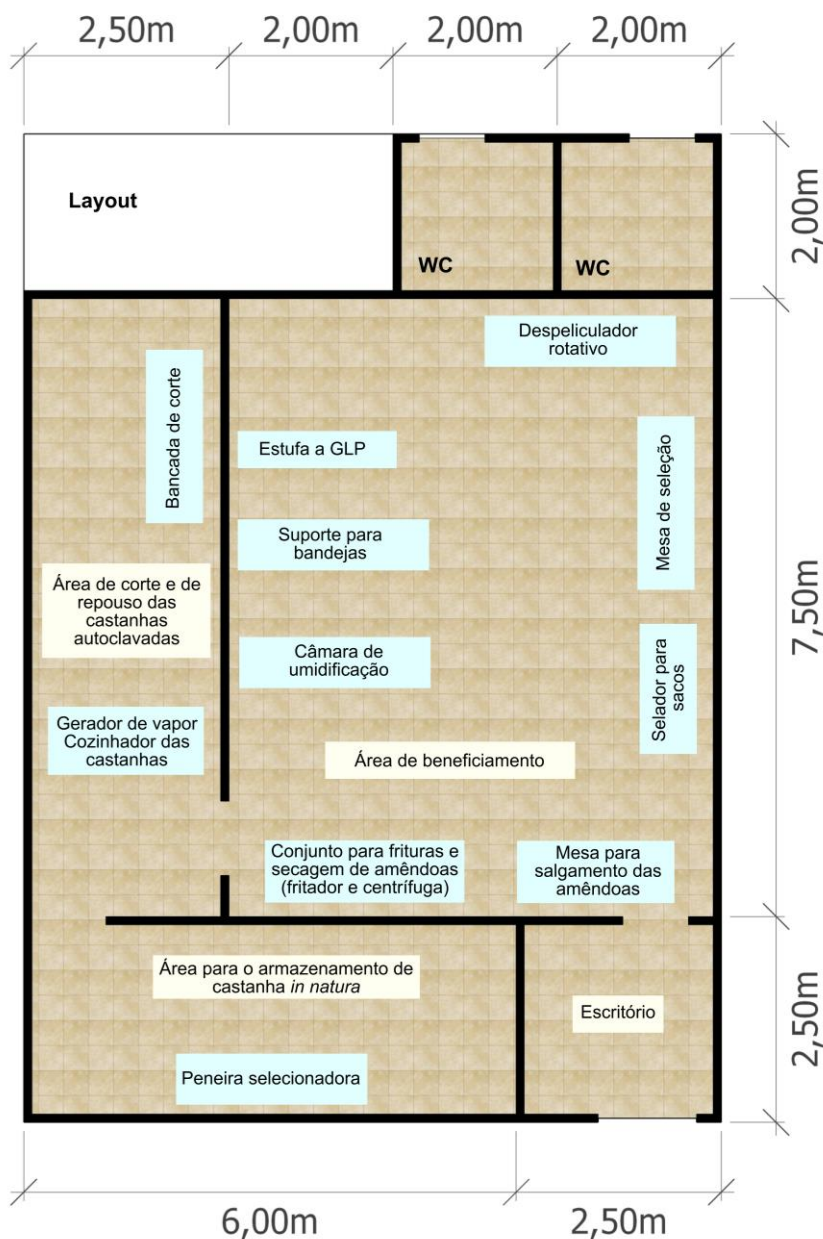 2,50m
2,00m
2,00m
2,00m
Layout
WC
WC
2,00m
Despeliculador
rotativo
Bancada de corte
Estufa a GLP
Mesa de seleção
Suporte para
bandejas
Área de corte e de
repouso das
castanhas
autoclavadas
7,50m
Câmara de
umidificação
Selador para
sacos
Gerador de vapor
Cozinhador das
castanhas
Área de beneficiamento
Conjunto para frituras e
secagem de amêndoas
(fritador e centrífuga)
Mesa para
salgamento das
amêndoas
Área para o armazenamento de
castanha in natura
Escritório
2,50m
Peneira selecionadora
6,00m
2,50m